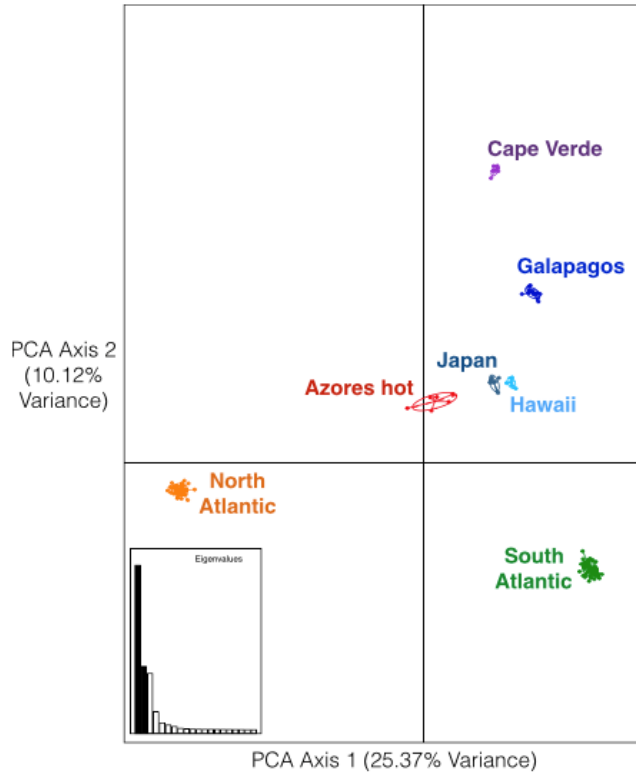 Cape Verde
Galapagos
PCA Axis 2
(10.12%
Variance)
Japan
Azores hot
Hawaii
North
Atlantic
Eigenvalues
South
Atlantic
PCA Axis 1 (25.37% Variance)